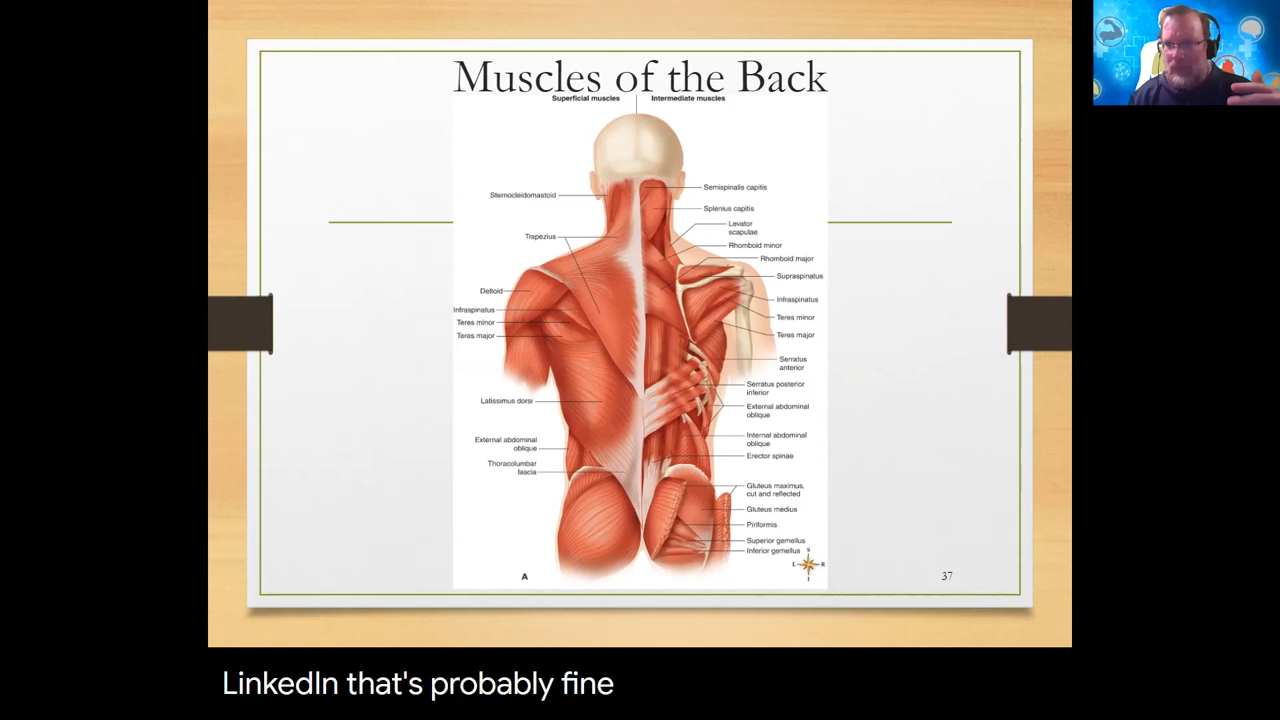 Muscles of the Back
Superficial muscles
Intermediate muscles
Sternocleidomastoid
Trapezius
Deltoid
Infraspinatus
Teres minor
Teres major
Latissimus dorsi
External abdominal
oblique
Thoracolumbar
fascia
Semispinalis capitis
Splenius capitis
Levator
scapulae
Rhomboid minor
Rhomboid major
Supraspinatus
Infraspinatus
Teres minor
Teres major
Serratus
anterior
Serratus posterior
inferior
External abdominal
oblique
Internal abdominal
oblique
Erector spinae
Gluteus maximus,
cut and reflected
Gluteus medius
Piriformis
Superior gemellus
Inferior gemellus
S
L R
I
A
37
LinkedIn that's probably fine